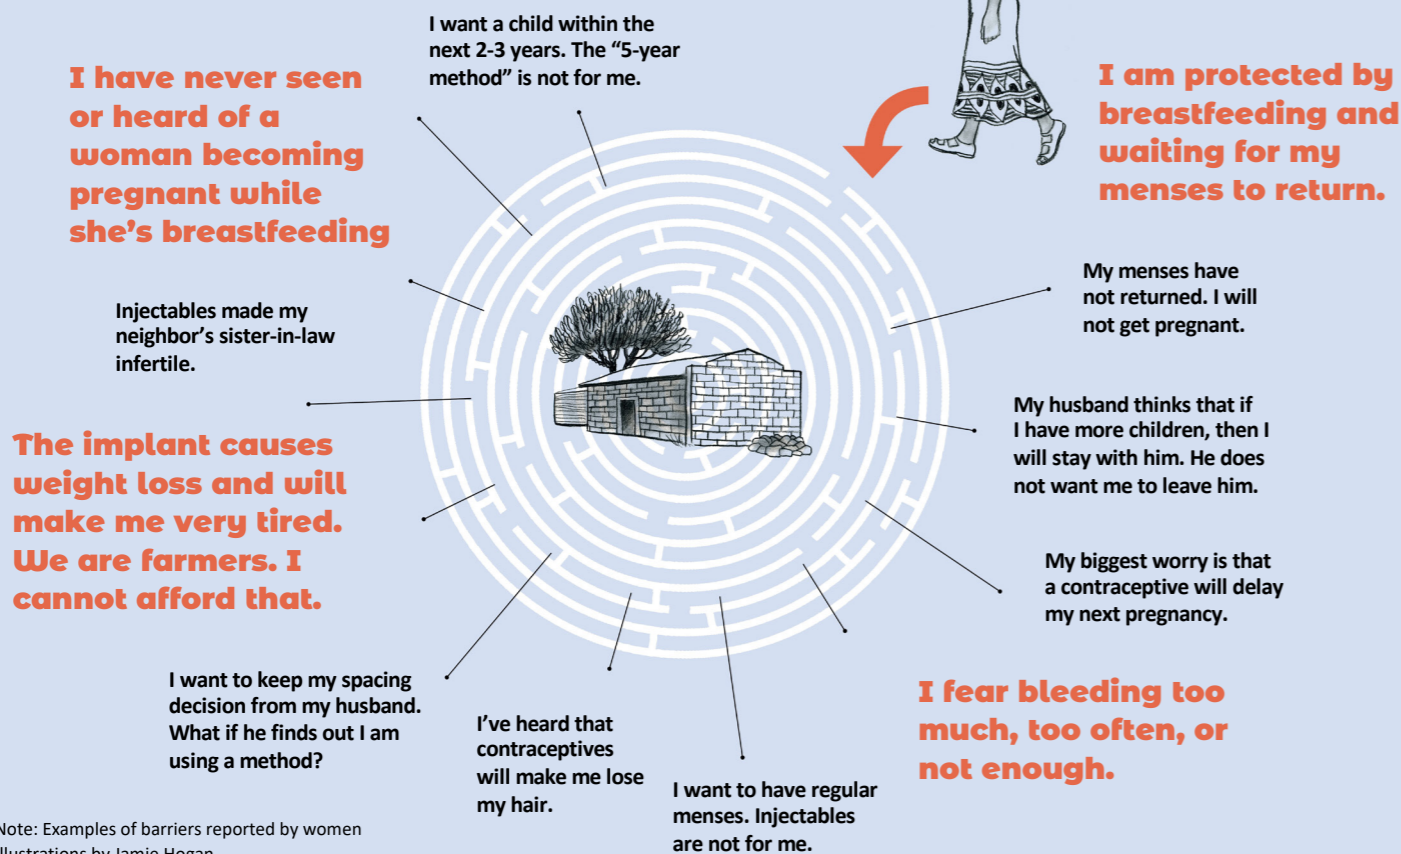 I want a child within the
next 2-3 years. The “5-year
method” is not for me.
I have never seen
or heard of a
woman becoming
pregnant while
she’s breastfeeding
I am protected by
breastfeeding and
waiting for my
menses to return.
Injectables made my
neighbor’s sister-in-law
infertile.
My menses have
not returned. I will
not get pregnant.
The implant causes
weight loss and will
make me very tired.
We are farmers. I
cannot afford that.
My husband thinks that if
I have more children, then I
will stay with him. He does
not want me to leave him.
My biggest worry is that
a contraceptive will delay
my next pregnancy.
I want to keep my spacing
decision from my husband.
What if he finds out I am
using a method?
I’ve heard that
contraceptives
will make me lose
my hair.
I want to have regular
menses. Injectables
are not for me.
I fear bleeding too
much, too often, or
not enough.
Note: Examples of barriers reported by women
Illustrations by Jamie Hogan